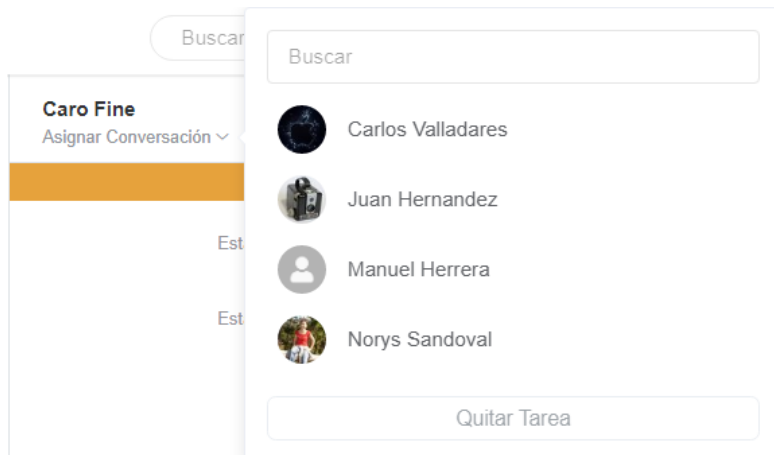 Buscar
Caro Fine
Asignar Conversación
Buscar
Carlos Valladares
Juan Hernandez
Manuel Herrera
Norys Sandoval
Quitar Tarea